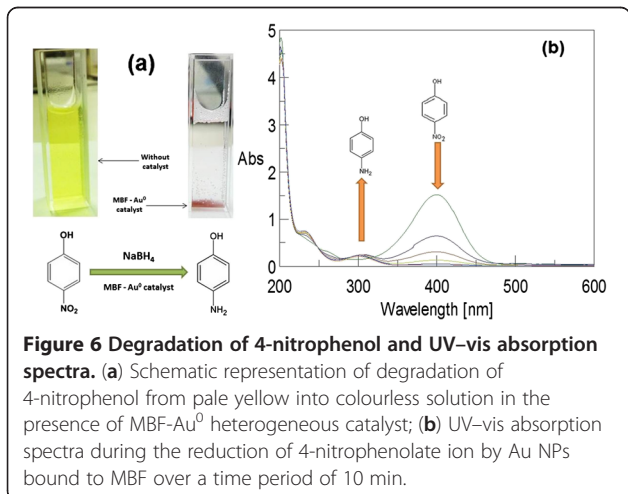 (a)
Without
catalyst
MBF - Au⁰
catalyst
OH
NO₂
NaBH₄
MBF - Au⁰ catalyst
OH
NH₂
(b)
Abs
5
4
3
2
1
0
200
300
400
500
600
Wavelength [nm]
OH
NH₂
OH
NO₂
Figure 6 Degradation of 4-nitrophenol and UV–vis absorption
spectra. (a) Schematic representation of degradation of
4-nitrophenol from pale yellow into colourless solution in the
presence of MBF-Au⁰ heterogeneous catalyst; (b) UV–vis absorption
spectra during the reduction of 4-nitrophenolate ion by Au NPs
bound to MBF over a time period of 10 min.